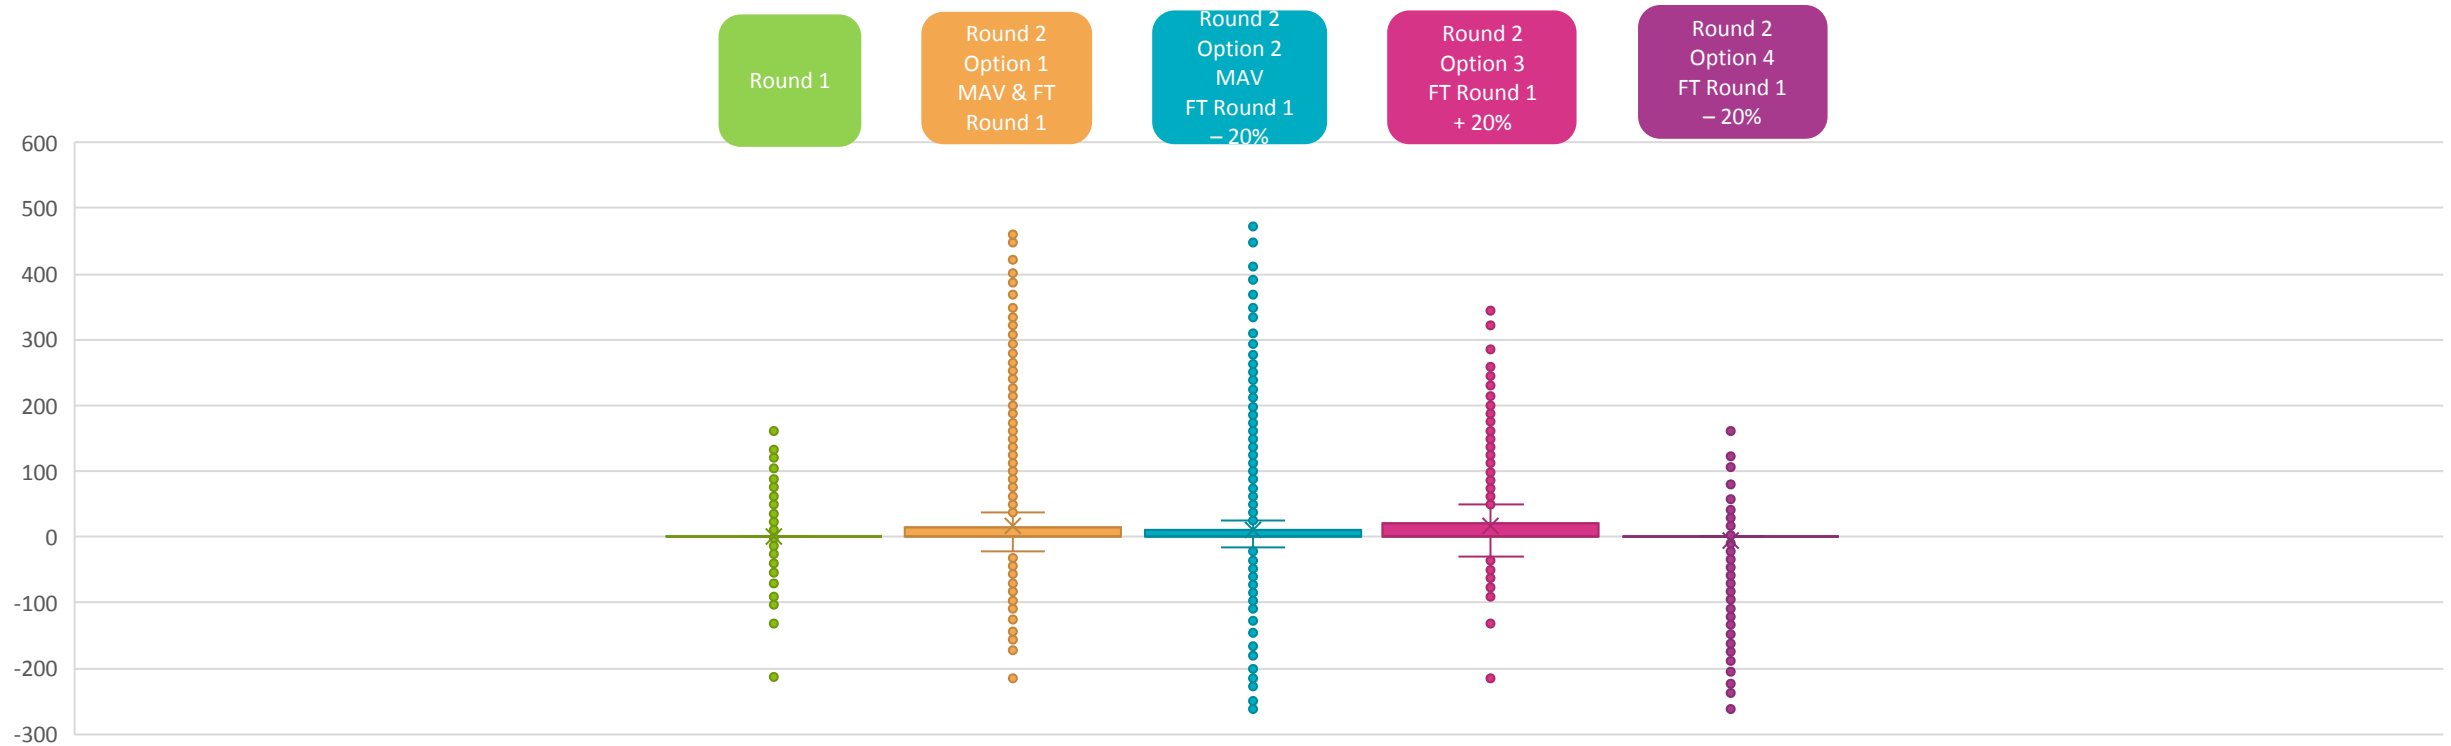 Round 1
Round 2
Option 1
MAV & FT
Round 1
Round 2
Option 2
MAV
FT Round 1
– 20%
Round 2
Option 3
FT Round 1
+ 20%
Round 2
Option 4
FT Round 1
– 20%
600
500
400
300
200
100
0
-100
-200
-300